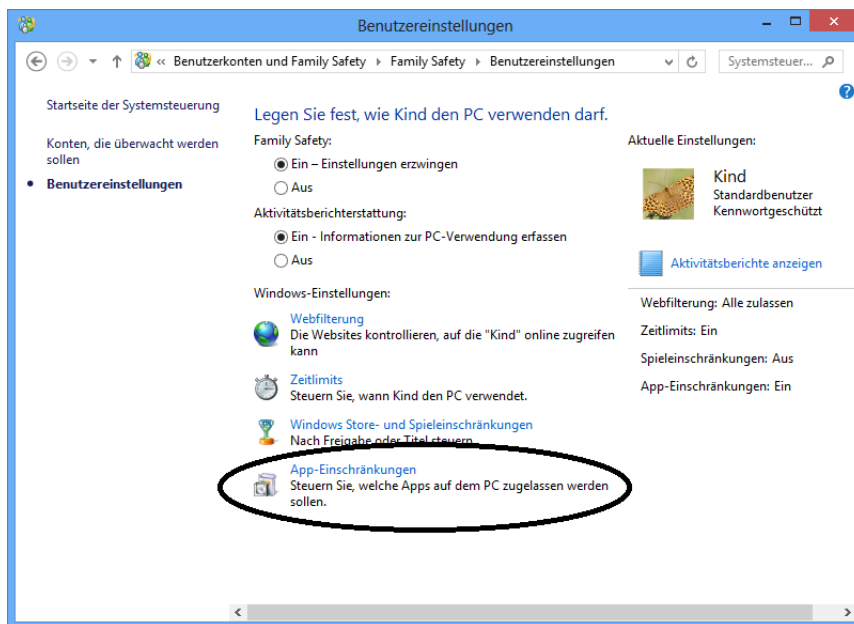 Benutzereinstellungen
« Benutzerkonten und Family Safety ▸ Family Safety ▸ Benutzereinstellungen
Systemsteuer...
Startseite der Systemsteuerung
Konten, die überwacht werden
sollen
• Benutzereinstellungen
Legen Sie fest, wie Kind den PC verwenden darf.
Family Safety:
Ein – Einstellungen erzwingen
Aus
Aktivitätsberichterstattung:
Ein - Informationen zur PC-Verwendung erfassen
Aus
Windows-Einstellungen:
Webfilterung
Die Websites kontrollieren, auf die "Kind" online zugreifen
kann
Zeitlimits
Steuern Sie, wann Kind den PC verwendet.
Windows Store- und Spieleinschränkungen
Nach Freigabe oder Titel steuern.
App-Einschränkungen
Steuern Sie, welche Apps auf dem PC zugelassen werden
sollen.
Aktuelle Einstellungen:
Kind
Standardbenutzer
Kennwortgeschützt
Aktivitätsberichte anzeigen
Webfilterung: Alle zulassen
Zeitlimits: Ein
Spieleinschränkungen: Aus
App-Einschränkungen: Ein